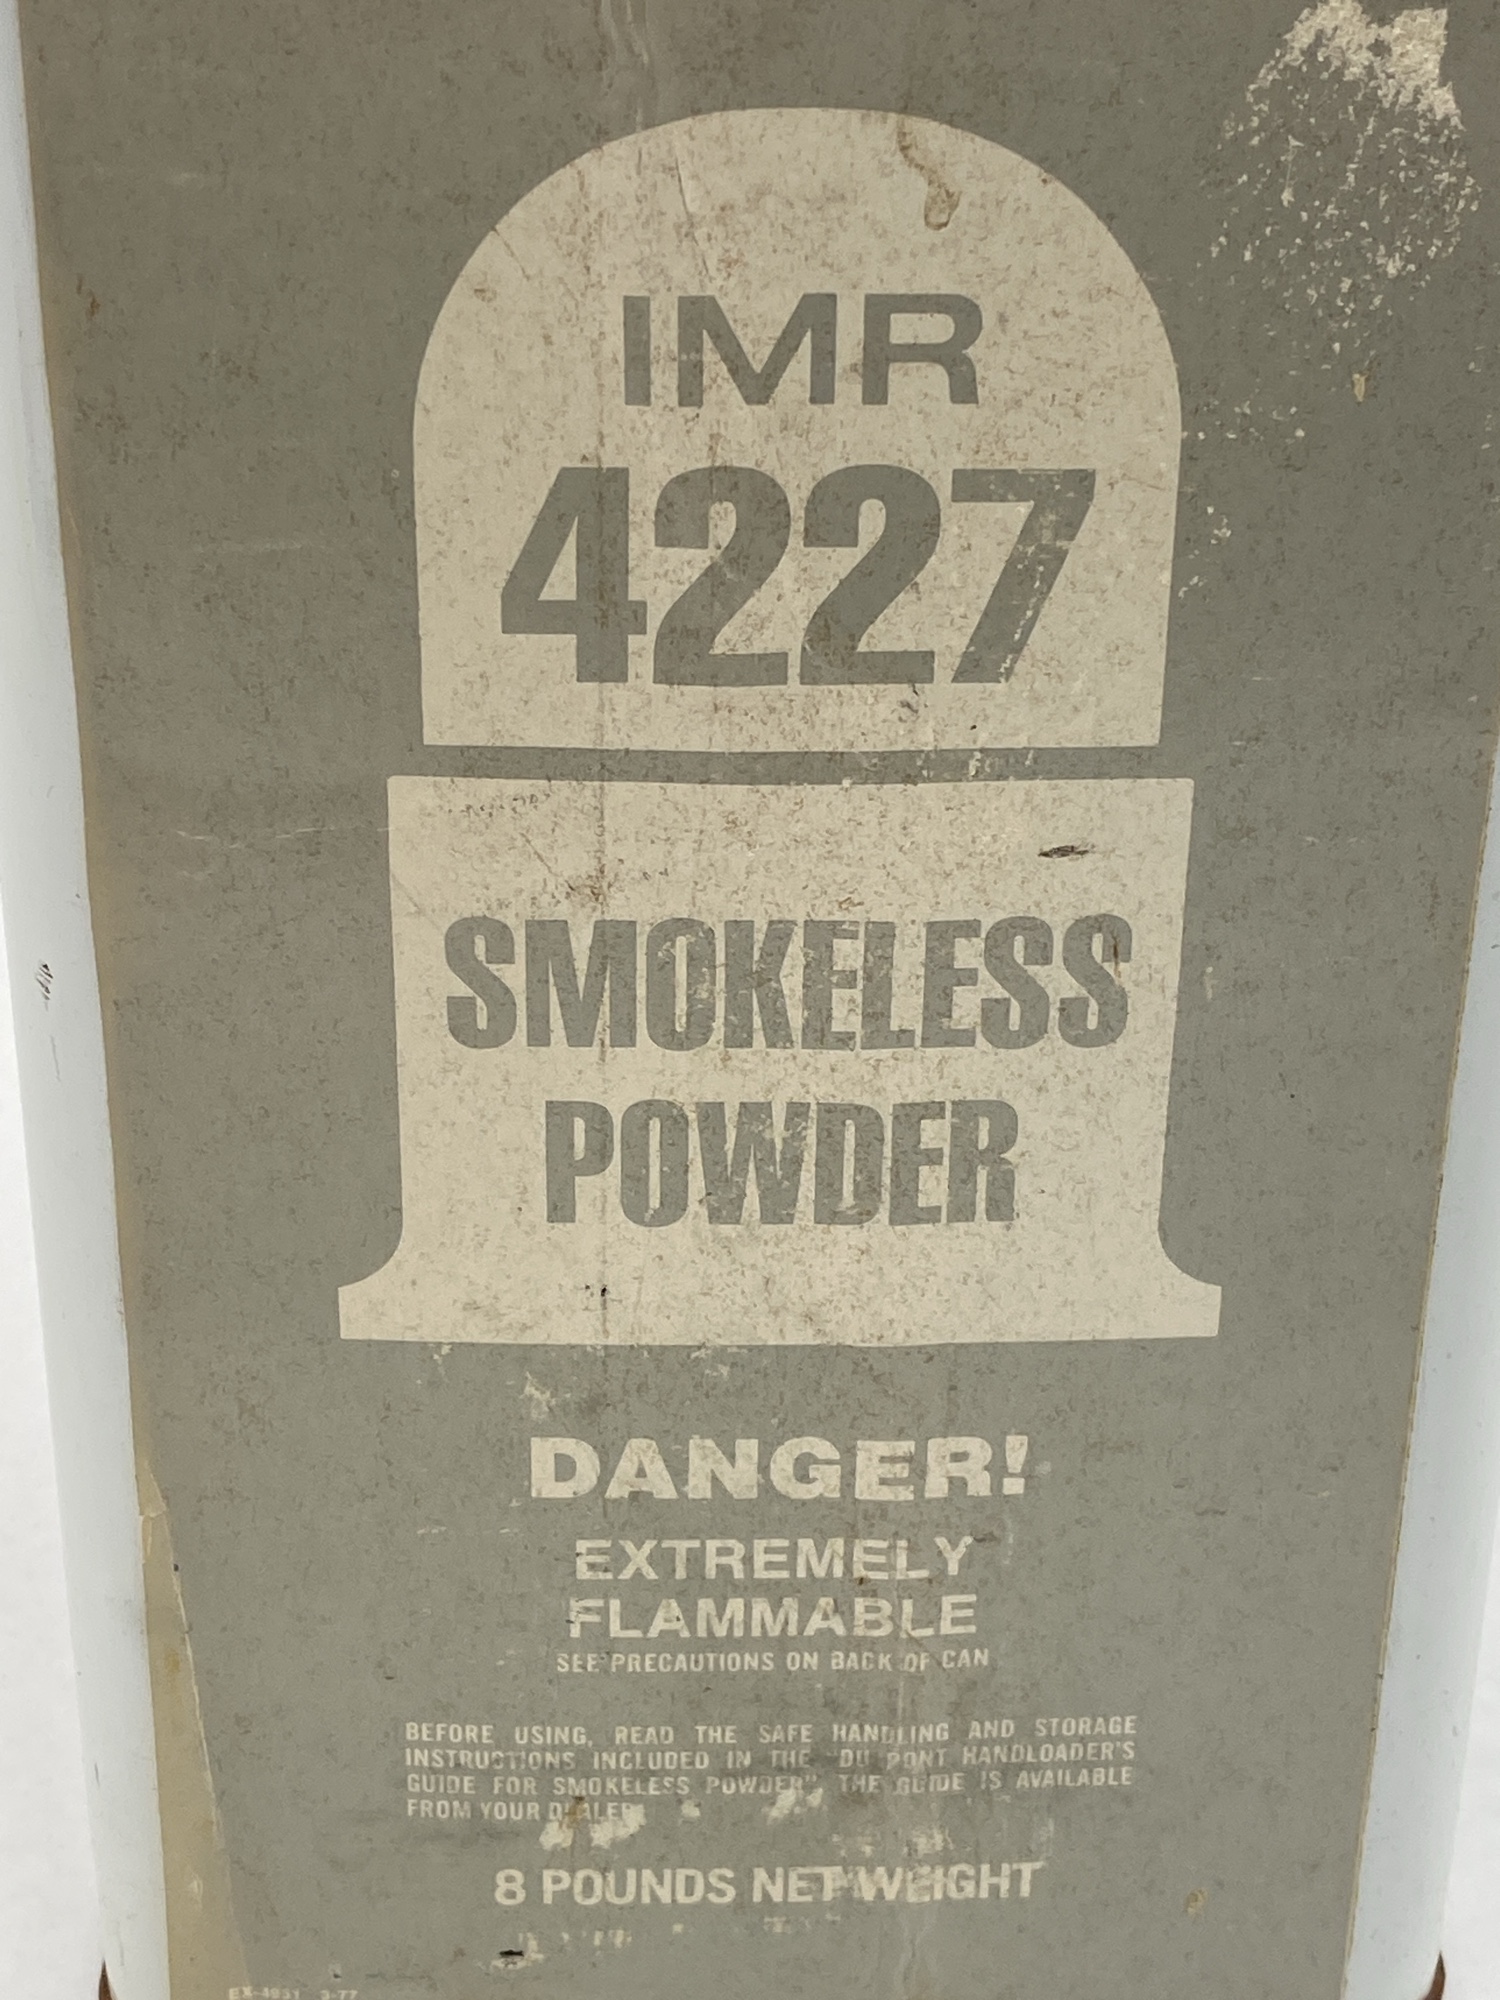 IMR
4227
SMOKELESS
POWDER
DANGER!
EXTREMELY
FLAMMABLE
SEE PRECAUTIONS ON BACK OF CAN
BEFORE USING, READ THE SAFE HANDLING AND STORAGE
INSTRUCTIONS INCLUDED IN THE "DU PONT HANDLOADER'S
GUIDE FOR SMOKELESS POWDER". THE GUIDE IS AVAILABLE
FROM YOUR DEALER.
8 POUNDS NET WEIGHT
3-77